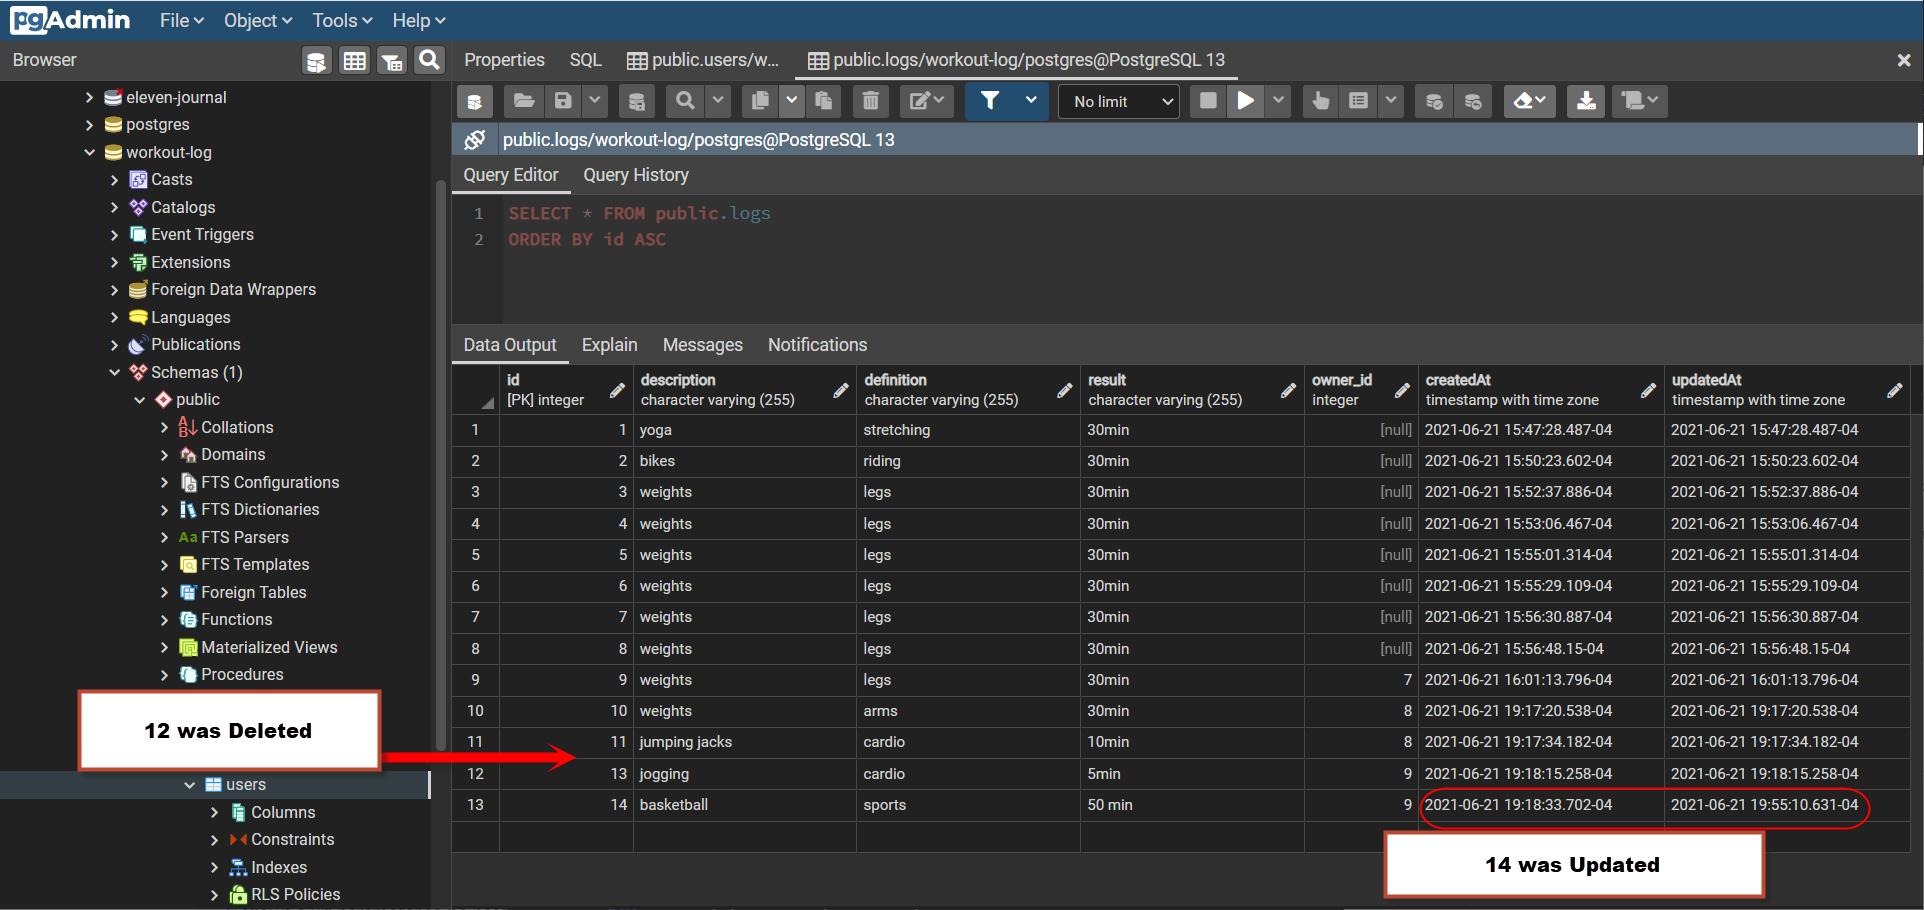 pgAdmin File Object Tools Help
Browser
Properties SQL public.users/w... public.logs/workout-log/postgres@PostgreSQL 13
eleven-journal
postgres
workout-log
Casts
Catalogs
Event Triggers
Extensions
Foreign Data Wrappers
Languages
Publications
Schemas (1)
public
Collations
Domains
FTS Configurations
FTS Dictionaries
Aa FTS Parsers
FTS Templates
Foreign Tables
Functions
Materialized Views
Procedures
12 was Deleted
users
Columns
Constraints
Indexes
RLS Policies
No limit
public.logs/workout-log/postgres@PostgreSQL 13
Query Editor Query History
1 SELECT * FROM public.logs
2 ORDER BY id ASC
Data Output Explain Messages Notifications
id description definition result owner_id createdAt updatedAt
[PK] integer character varying (255) character varying (255) character varying (255) integer timestamp with time zone timestamp with time zone
1 1 yoga stretching 30min [null] 2021-06-21 15:47:28.487-04 2021-06-21 15:47:28.487-04
2 2 bikes riding 30min [null] 2021-06-21 15:50:23.602-04 2021-06-21 15:50:23.602-04
3 3 weights legs 30min [null] 2021-06-21 15:52:37.886-04 2021-06-21 15:52:37.886-04
4 4 weights legs 30min [null] 2021-06-21 15:53:06.467-04 2021-06-21 15:53:06.467-04
5 5 weights legs 30min [null] 2021-06-21 15:55:01.314-04 2021-06-21 15:55:01.314-04
6 6 weights legs 30min [null] 2021-06-21 15:55:29.109-04 2021-06-21 15:55:29.109-04
7 7 weights legs 30min [null] 2021-06-21 15:56:30.887-04 2021-06-21 15:56:30.887-04
8 8 weights legs 30min [null] 2021-06-21 15:56:48.15-04 2021-06-21 15:56:48.15-04
9 9 weights legs 30min 7 2021-06-21 16:01:13.796-04 2021-06-21 16:01:13.796-04
10 10 weights arms 30min 8 2021-06-21 19:17:20.538-04 2021-06-21 19:17:20.538-04
11 11 jumping jacks cardio 10min 8 2021-06-21 19:17:34.182-04 2021-06-21 19:17:34.182-04
12 13 jogging cardio 5min 9 2021-06-21 19:18:15.258-04 2021-06-21 19:18:15.258-04
13 14 basketball sports 50 min 9 2021-06-21 19:18:33.702-04 2021-06-21 19:55:10.631-04
14 was Updated